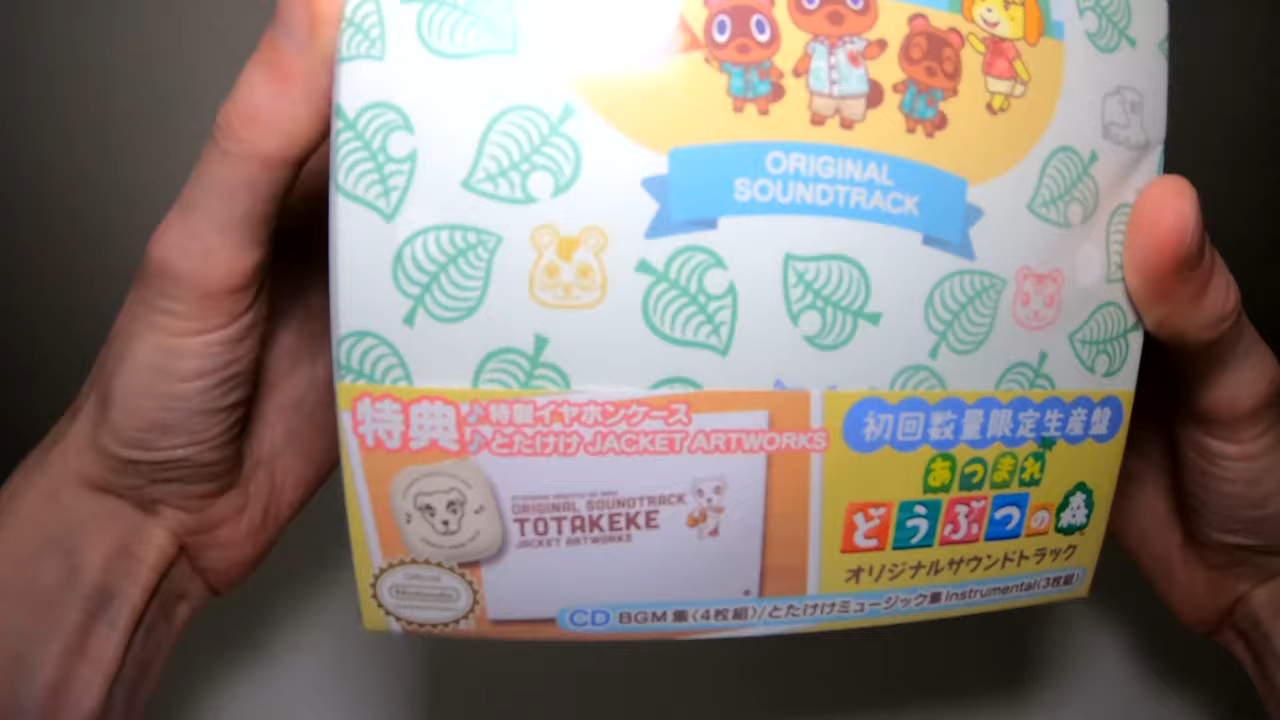 ORIGINAL
SOUNDTRACK
特典
♪特製イヤホンケース
♪とたけけ JACKET ARTWORKS
初回数量限定生産盤
あつまれ
どうぶつの森
オリジナルサウンドトラック
ORIGINAL SOUNDTRACK
TOTAKEKE
JACKET ARTWORKS
Nintendo
CD BGM集(4枚組)/とたけけミュージック集 Instrumental(3枚組)